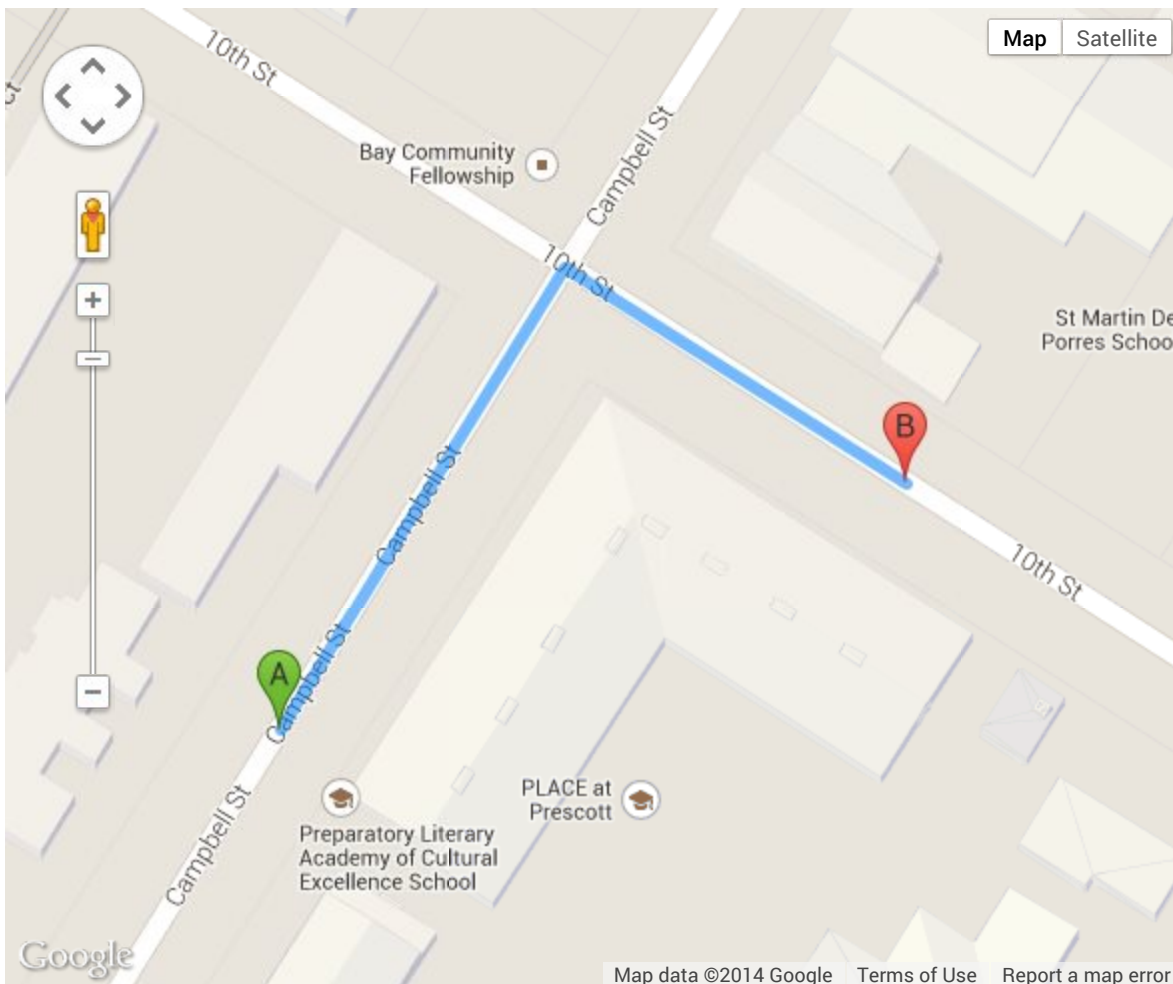 10th St
Map
Satellite
ct
Campbell St
Bay Community
Fellowship
10th St
St Martin De
Porres Schoo
B
Campbell St
10th St
Campbell St
A
PLACE at
Prescott
Campbell St
Preparatory Literary
Academy of Cultural
Excellence School
Google
Map data ©2014 Google
Terms of Use
Report a map error